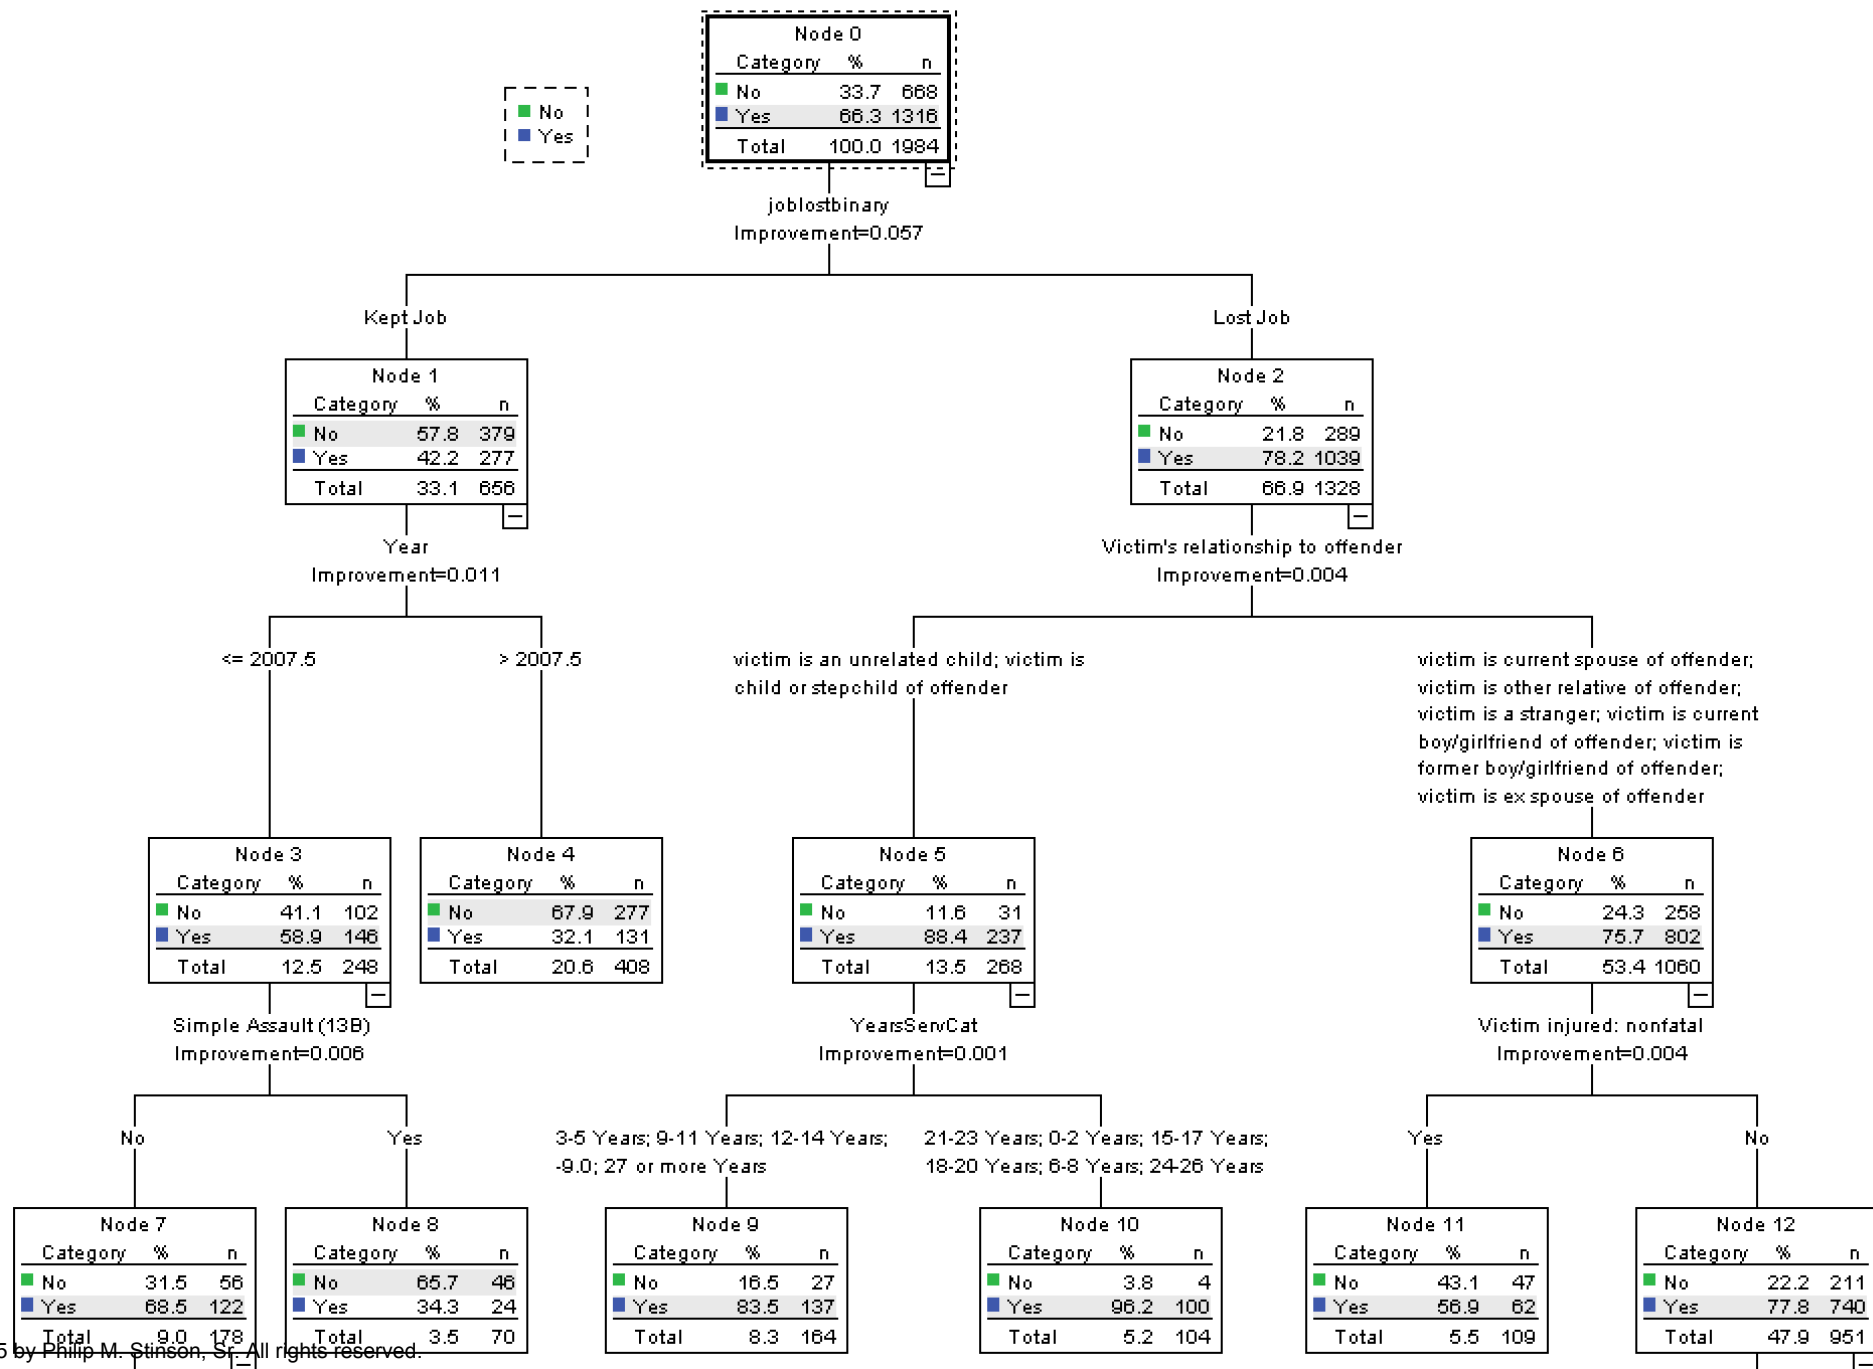 Node 0
Category % n
No 33.7 668
Yes 66.3 1316
Total 100.0 1984
No
Yes
joblostbinary
Improvement=0.057
Kept Job
Lost Job
Node 1
Category % n
No 57.8 379
Yes 42.2 277
Total 33.1 656
Node 2
Category % n
No 21.8 289
Yes 78.2 1039
Total 66.9 1328
Year
Improvement=0.011
Victim's relationship to offender
Improvement=0.004
<= 2007.5
> 2007.5
victim is an unrelated child; victim is
child or stepchild of offender
victim is current spouse of offender;
victim is other relative of offender;
victim is a stranger; victim is current
boy/girlfriend of offender; victim is
former boy/girlfriend of offender;
victim is ex spouse of offender
Node 3
Category % n
No 41.1 102
Yes 58.9 146
Total 12.5 248
Node 4
Category % n
No 67.9 277
Yes 32.1 131
Total 20.6 408
Node 5
Category % n
No 11.6 31
Yes 88.4 237
Total 13.5 268
Node 6
Category % n
No 24.3 258
Yes 75.7 802
Total 53.4 1060
Simple Assault (13B)
Improvement=0.006
YearsServCat
Improvement=0.001
Victim injured: nonfatal
Improvement=0.004
No
Yes
3-5 Years; 9-11 Years; 12-14 Years;
-9.0; 27 or more Years
21-23 Years; 0-2 Years; 15-17 Years;
18-20 Years; 6-8 Years; 24-26 Years
Yes
No
Node 7
Category % n
No 31.5 56
Yes 68.5 122
Total 9.0 178
Node 8
Category % n
No 65.7 46
Yes 34.3 24
Total 3.5 70
Node 9
Category % n
No 16.5 27
Yes 83.5 137
Total 8.3 164
Node 10
Category % n
No 3.8 4
Yes 96.2 100
Total 5.2 104
Node 11
Category % n
No 43.1 47
Yes 56.9 62
Total 5.5 109
Node 12
Category % n
No 22.2 211
Yes 77.8 740
Total 47.9 951
5 by Philip M. Stinson, Sr. All rights reserved.